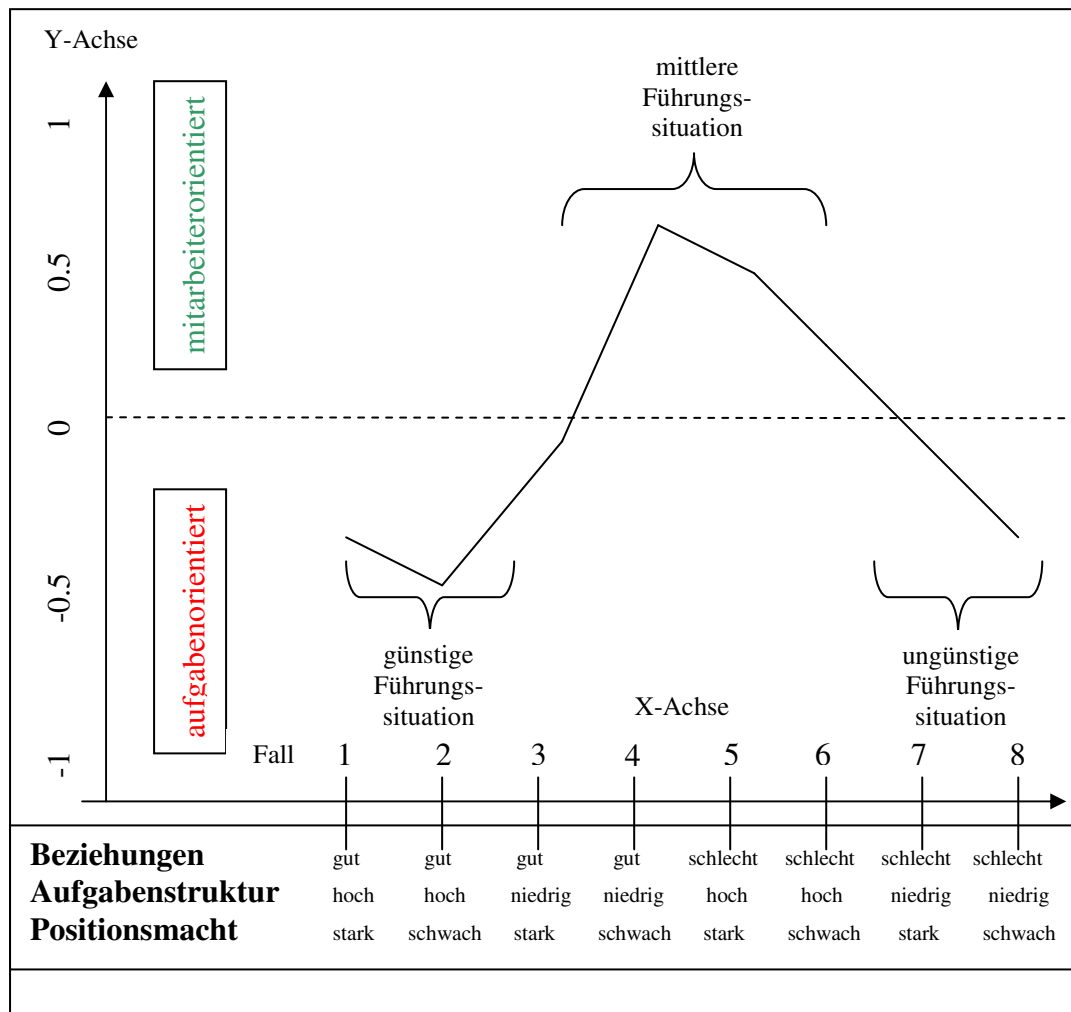 Y-Achse
mittlere
Führungs-
situation
1
mitarbeiterorientiert
0.5
0
aufgabenorientiert
-0.5
günstige
Führungs-
situation
ungünstige
Führungs-
situation
X-Achse
-1
Fall 1 2 3 4 5 6 7 8
Beziehungen gut gut gut gut schlecht schlecht schlecht schlecht
Aufgabenstruktur hoch hoch niedrig niedrig hoch hoch niedrig niedrig
Positionsmacht stark schwach stark schwach stark schwach stark schwach